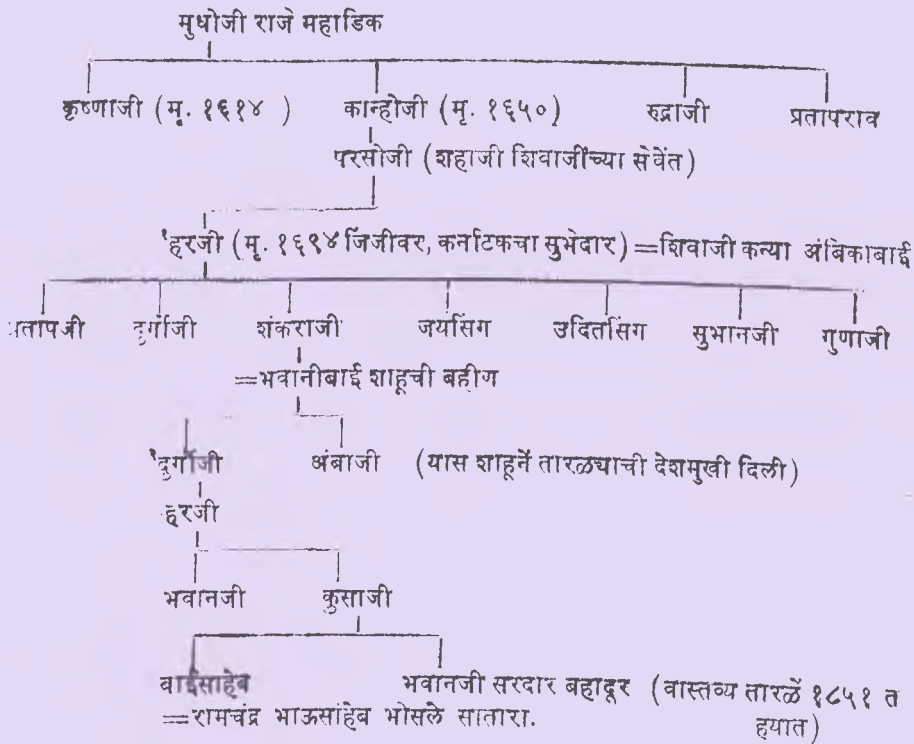 मुधोजी राजे महाडिक
कृष्णाजी (मृ. १६१४ ) कान्होजी (मृ. १६५०) रुद्राजी प्रतापराव
परसोजी (शहाजी शिवाजींच्या सेवेंत)
हरजी (मृ. १६९४ जिंजीवर, कर्नाटकचा सुभेदार) =शिवाजी कन्या अंबिकाबाई
प्रतापजी दुर्गाजी शंकराजी जयसिंग उदितसिंग सुभानजी गुणाजी
=भवानीबाई शाहूची बहीण
दुर्गाजी अंबाजी (यास शाहूनें तारळ्याची देशमुखी दिली)
हरजी
भवानजी कुसाजी
बाईसाहेब भवानजी सरदार बहादूर (वास्तव्य तारळें १८५१ त
=रामचंद्र भाऊसाहेब भोसले सातारा. हयात)